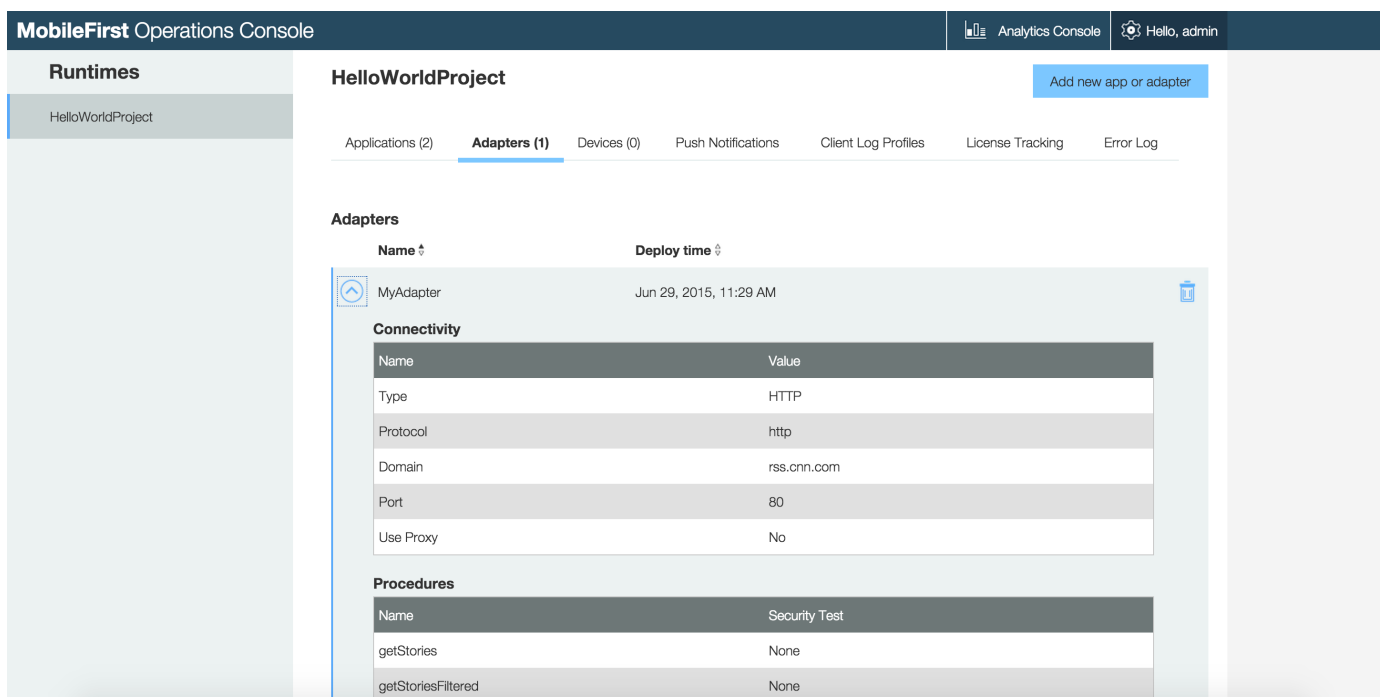 MobileFirst Operations Console
Analytics Console
Hello, admin
Runtimes
HelloWorldProject
HelloWorldProject
Add new app or adapter
Applications (2) Adapters (1) Devices (0) Push Notifications Client Log Profiles License Tracking Error Log
Adapters
Name Deploy time
MyAdapter Jun 29, 2015, 11:29 AM
Connectivity
Name Value
Type HTTP
Protocol http
Domain rss.cnn.com
Port 80
Use Proxy No
Procedures
Name Security Test
getStories None
getStoriesFiltered None